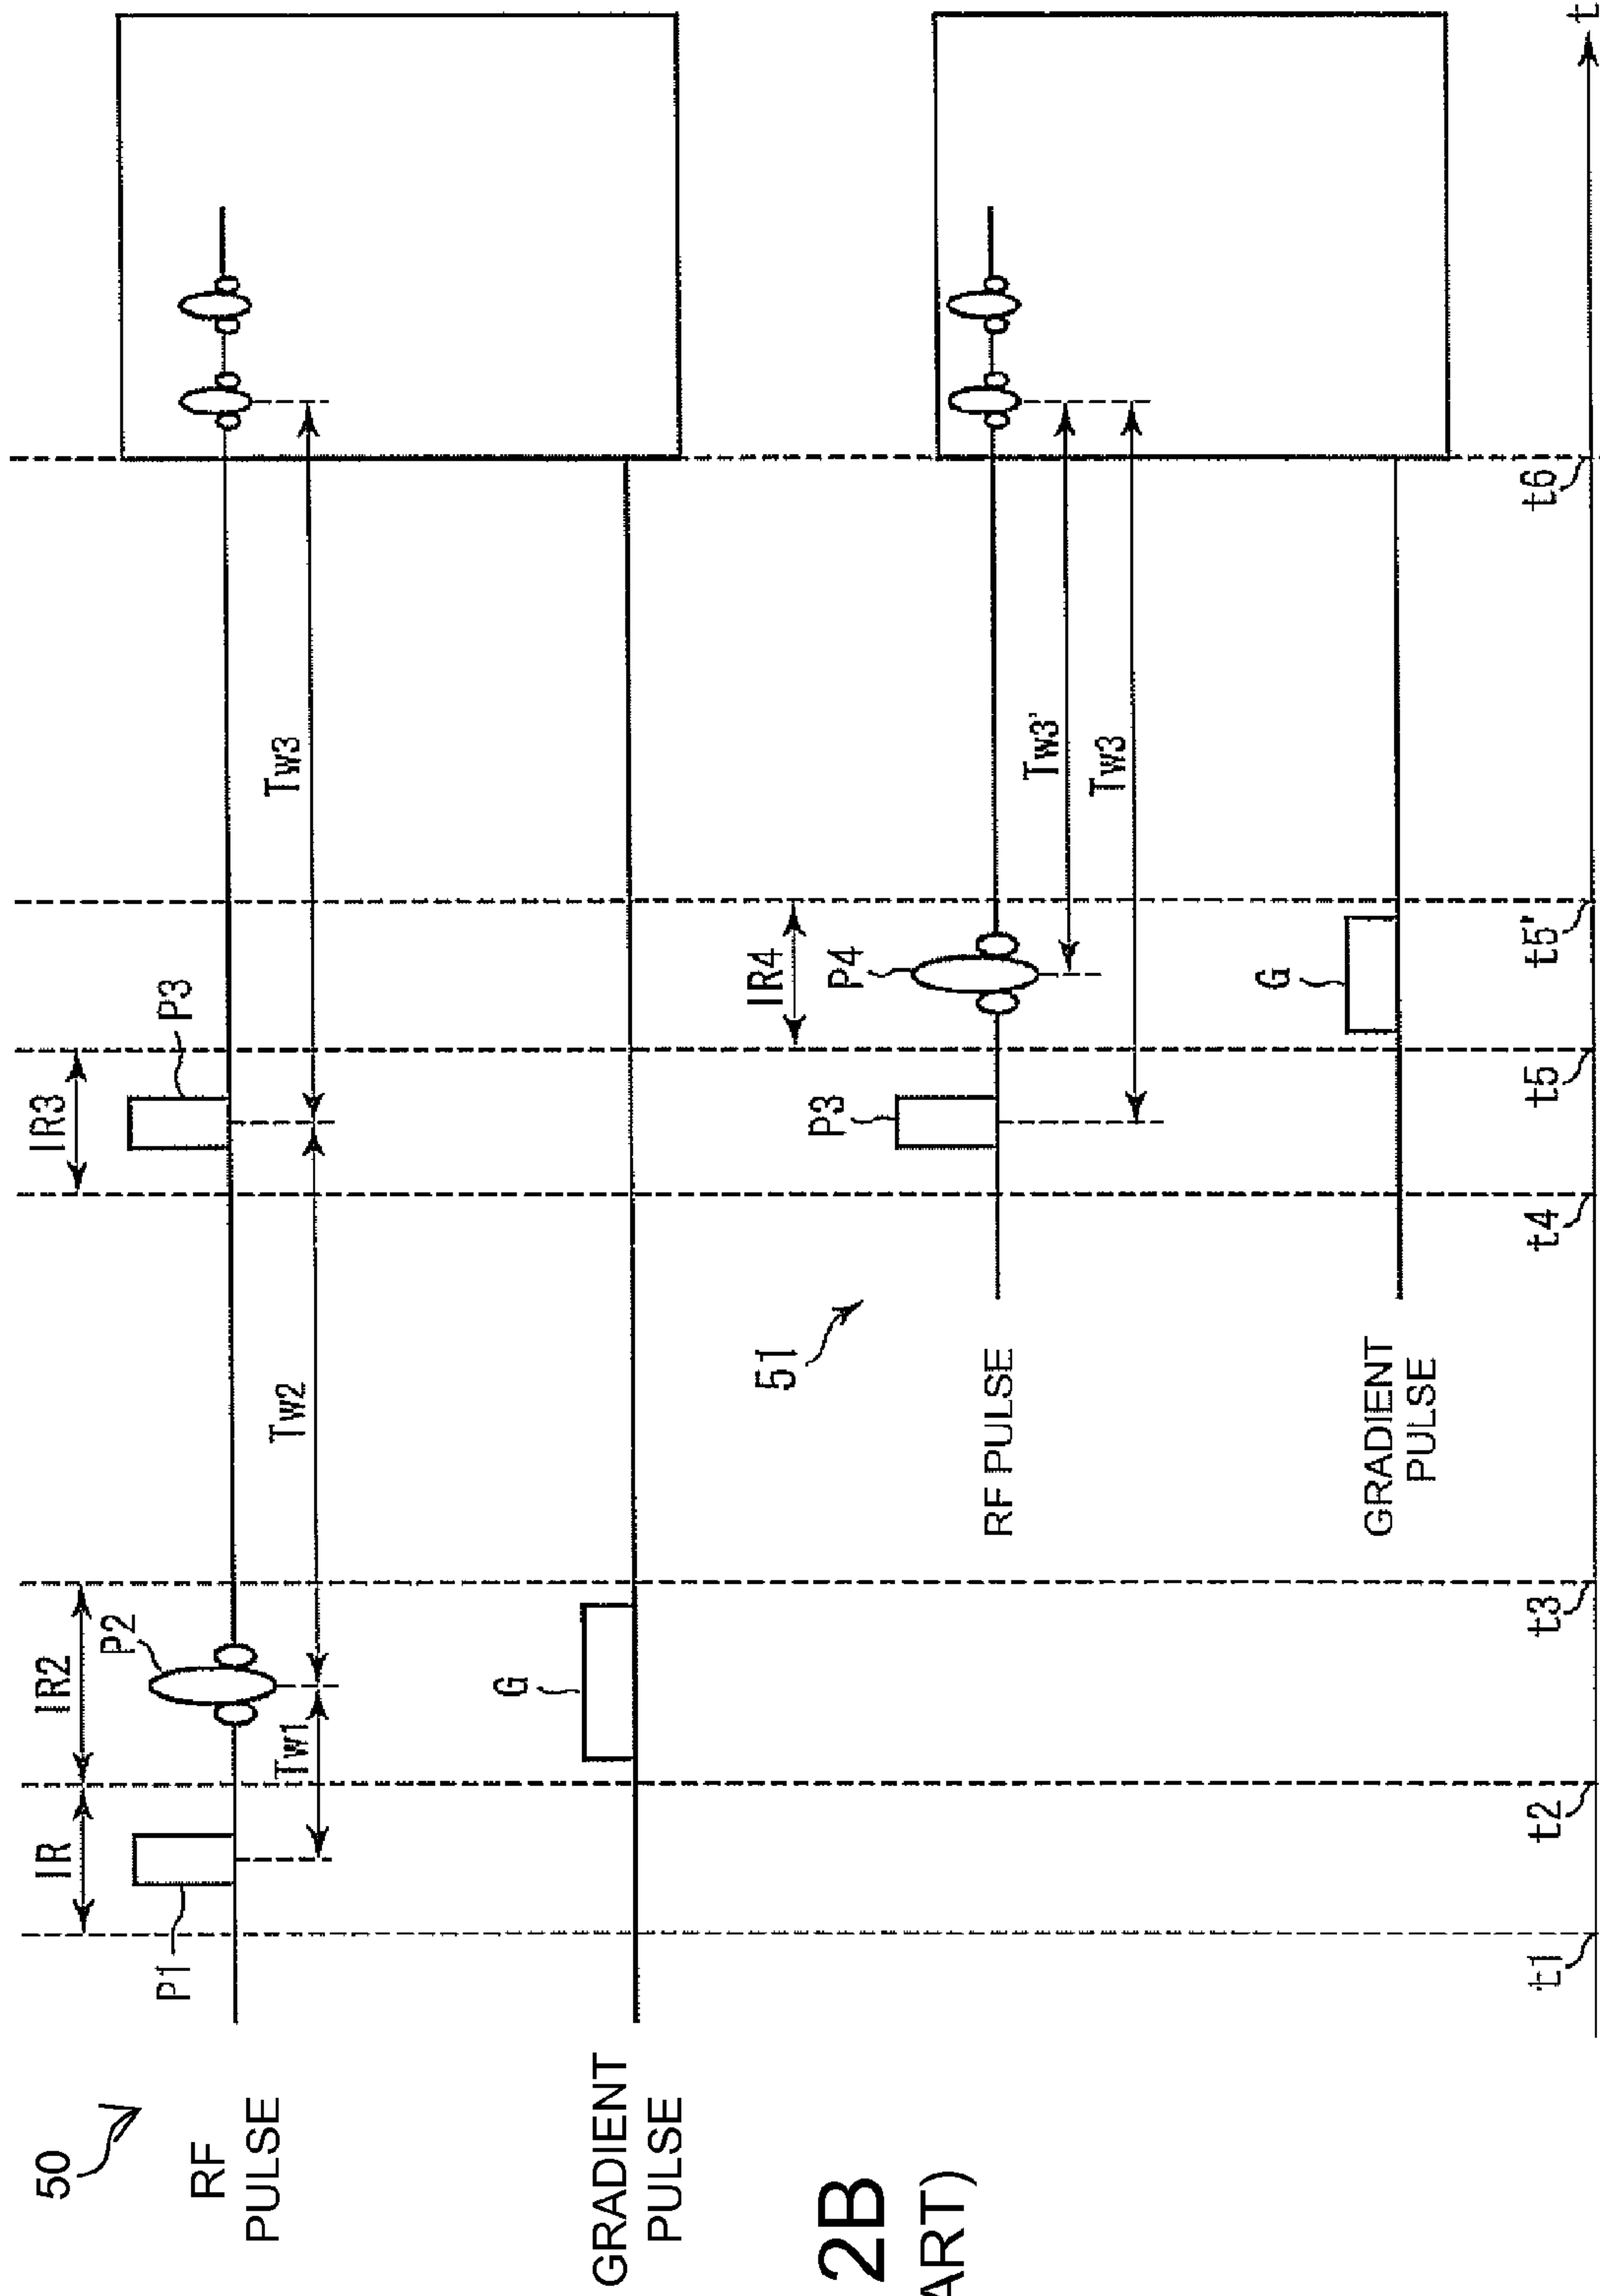 50
RF
PULSE
GRADIENT
PULSE
IR
IR2
IR3
P1
P2
P3
Tw1
Tw2
Tw3
G
51
RF PULSE
GRADIENT
PULSE
IR4
P3
P4
Tw3'
Tw3
G
t1
t2
t3
t4
t5
t5'
t6
t
2B
ART)